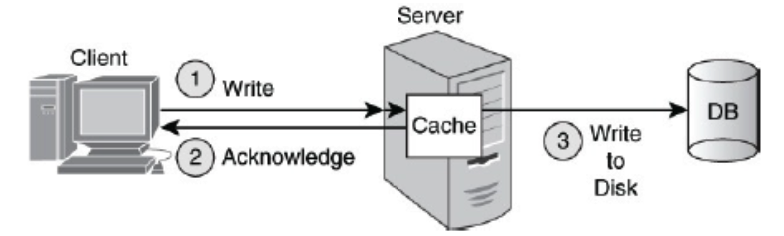 Server
Client
1 Write
Cache
DB
2 Acknowledge
3 Write
to
Disk